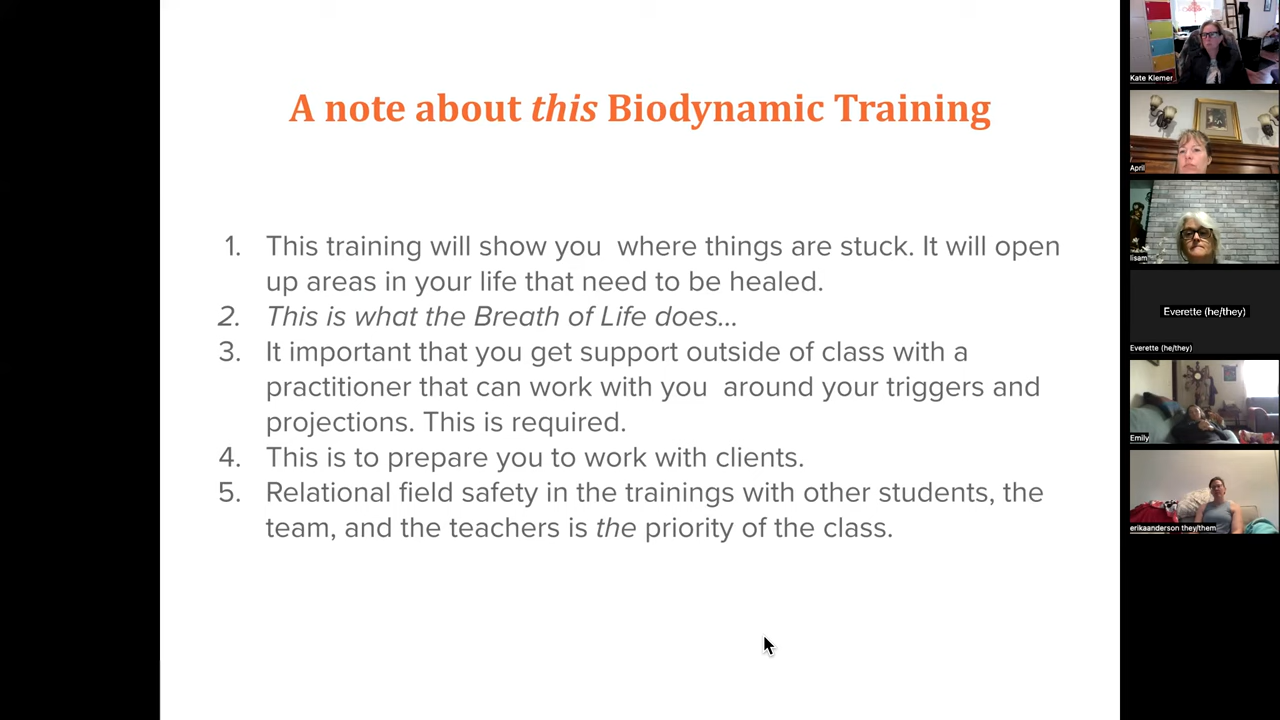 A note about this Biodynamic Training
1. This training will show you where things are stuck. It will open
up areas in your life that need to be healed.
2. This is what the Breath of Life does...
3. It important that you get support outside of class with a
practitioner that can work with you around your triggers and
projections. This is required.
4. This is to prepare you to work with clients.
5. Relational field safety in the trainings with other students, the
team, and the teachers is the priority of the class.
Kate Klemer
April
lisam
Everette (he/they)
Everette (he/they)
Emily
erikaanderson they/them